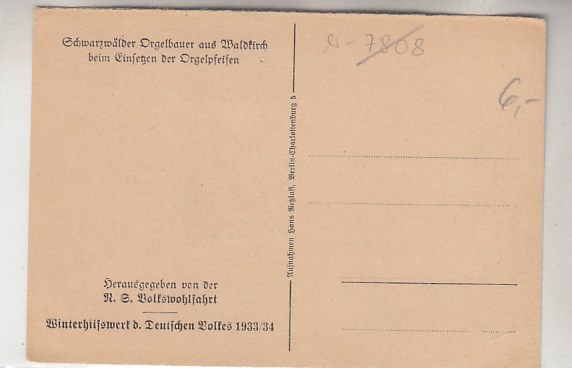 Schwarzwälder Orgelbauer aus Waldkirch
beim Einsetzen der Orgelpfeifen
Herausgegeben von der
N. S. Volkswohlfahrt
Winterhilfswerk d. Deutschen Volkes 1933/34
Aufnahmen Hans Retzlaff, Berlin-Charlottenburg 5
7808
6,-